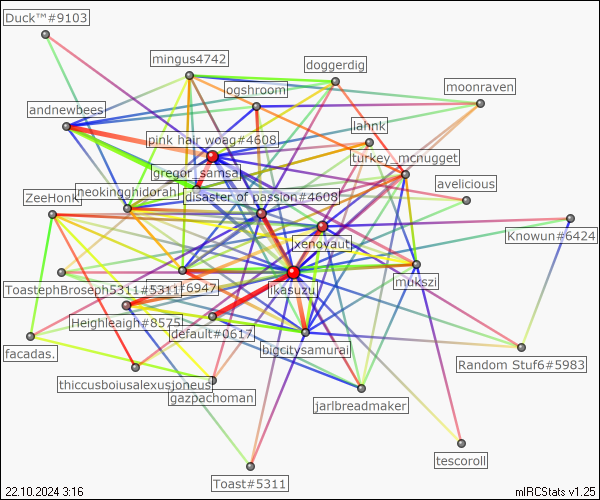 Duck™#9103
mingus4742
doggerdig
ogshroom
moonraven
andnewbees
lahnk
pink hair woag#4608
turkey_mcnugget
gregor_samsa
neokingghidorah
avelicious
ZeeHonk
disaster of passion#4608
Knowun#6424
xenovaut
ToastephBroseph5311#5311
#6947
ikasuzu
mukszi
Heighleaigh#8575
default#0617
bigcitysamurai
facadas.
Random Stuf6#5983
thiccusboiusalexusjoneus
gazpachoman
jarlbreadmaker
tescoroll
Toast#5311
22.10.2024 3:16
mIRCStats v1.25